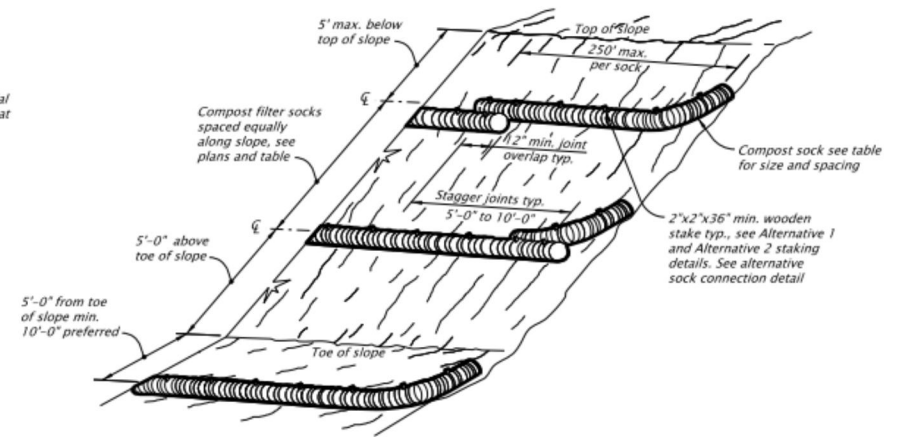 5' max. below
top of slope
Top of slope
250' max.
per sock
℄
al
at
Compost filter socks
spaced equally
along slope, see
plans and table
12" min. joint
overlap typ.
Compost sock see table
for size and spacing
Stagger joints typ.
5'-0" to 10'-0"
℄
2"x2"x36" min. wooden
stake typ., see Alternative 1
and Alternative 2 staking
details. See alternative
sock connection detail
5'-0" above
toe of slope
5'-0" from toe
of slope min.
10'-0" preferred
Toe of slope